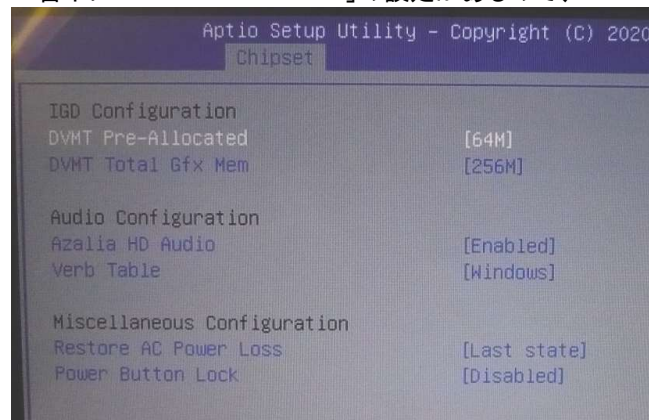 Aptio Setup Utility – Copyright (C) 2020
Chipset
IGD Configuration
DVMT Pre-Allocated [64M]
DVMT Total Gfx Mem [256M]
Audio Configuration
Azalia HD Audio [Enabled]
Verb Table [Windows]
Miscellaneous Configuration
Restore AC Power Loss [Last state]
Power Button Lock [Disabled]